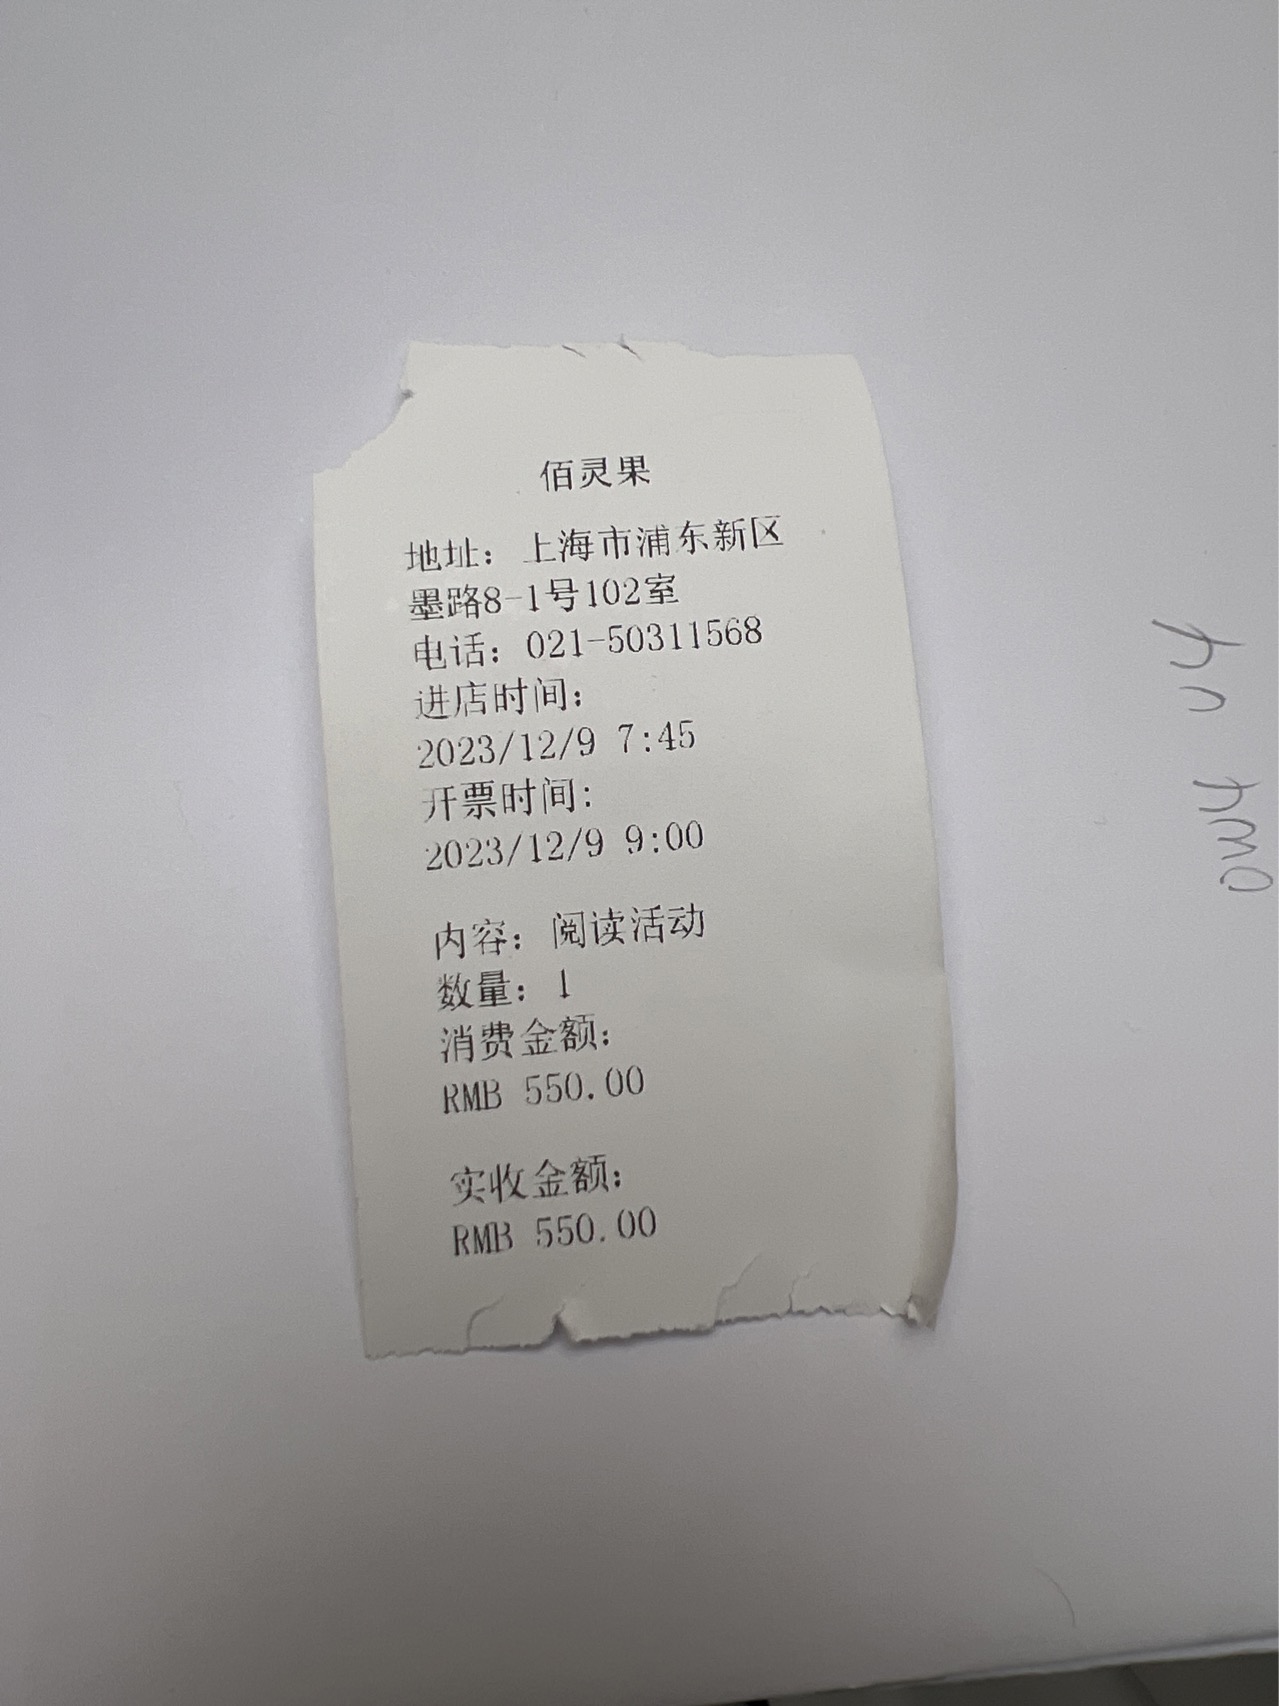 佰灵果
地址：上海市浦东新区
墨路8-1号102室
电话：021-50311568
进店时间：
2023/12/9 7:45
开票时间：
2023/12/9 9:00
内容：阅读活动
数量：1
消费金额：
RMB 550.00
实收金额：
RMB 550.00